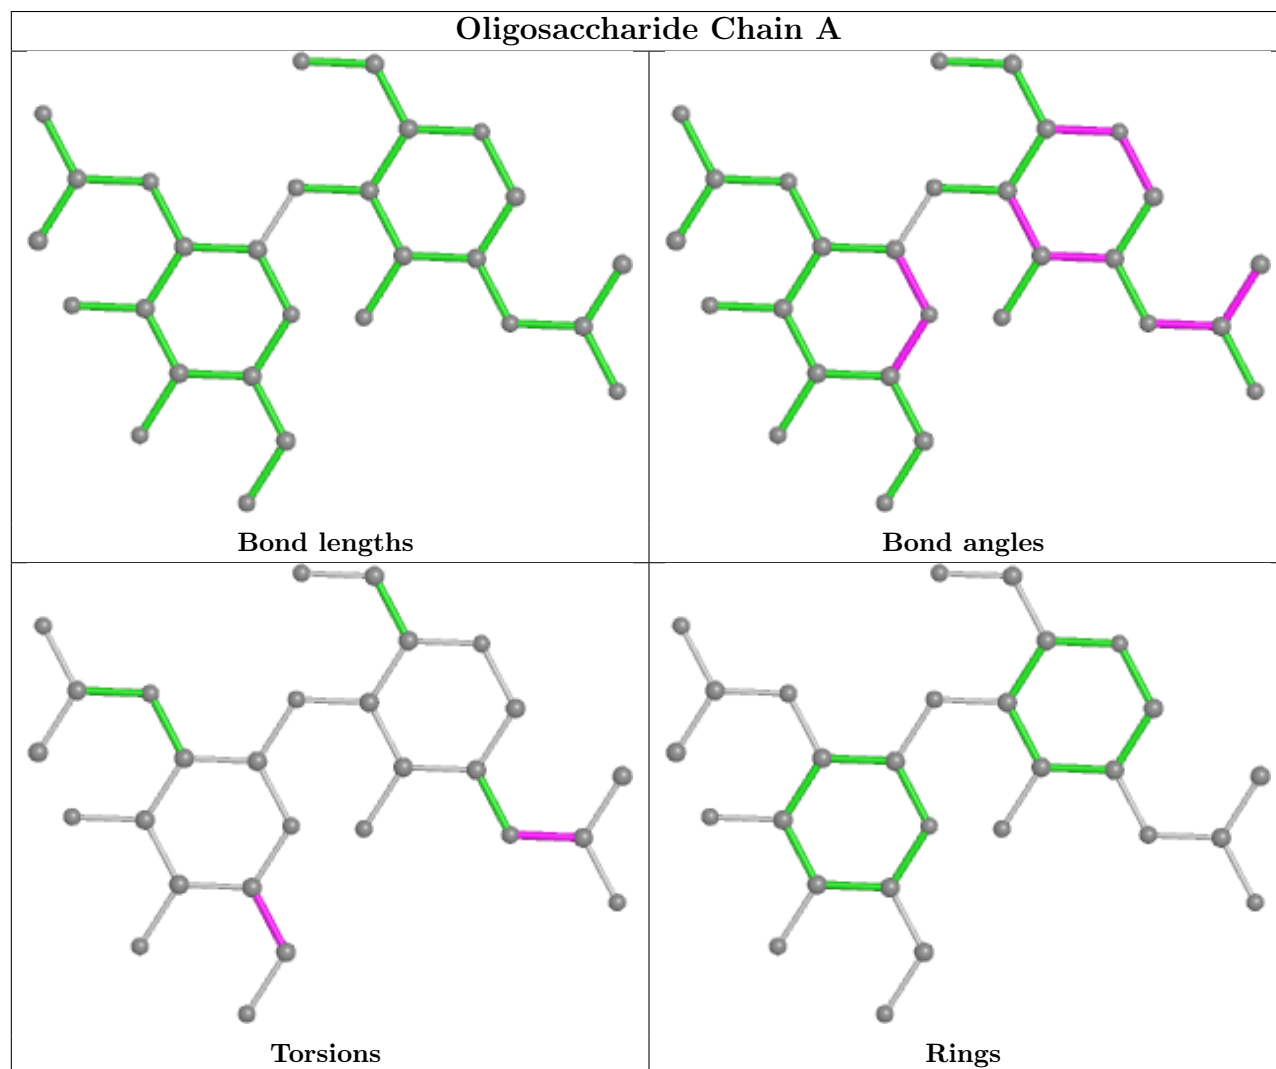 Oligosaccharide Chain A
Bond lengths
Bond angles
Torsions
Rings